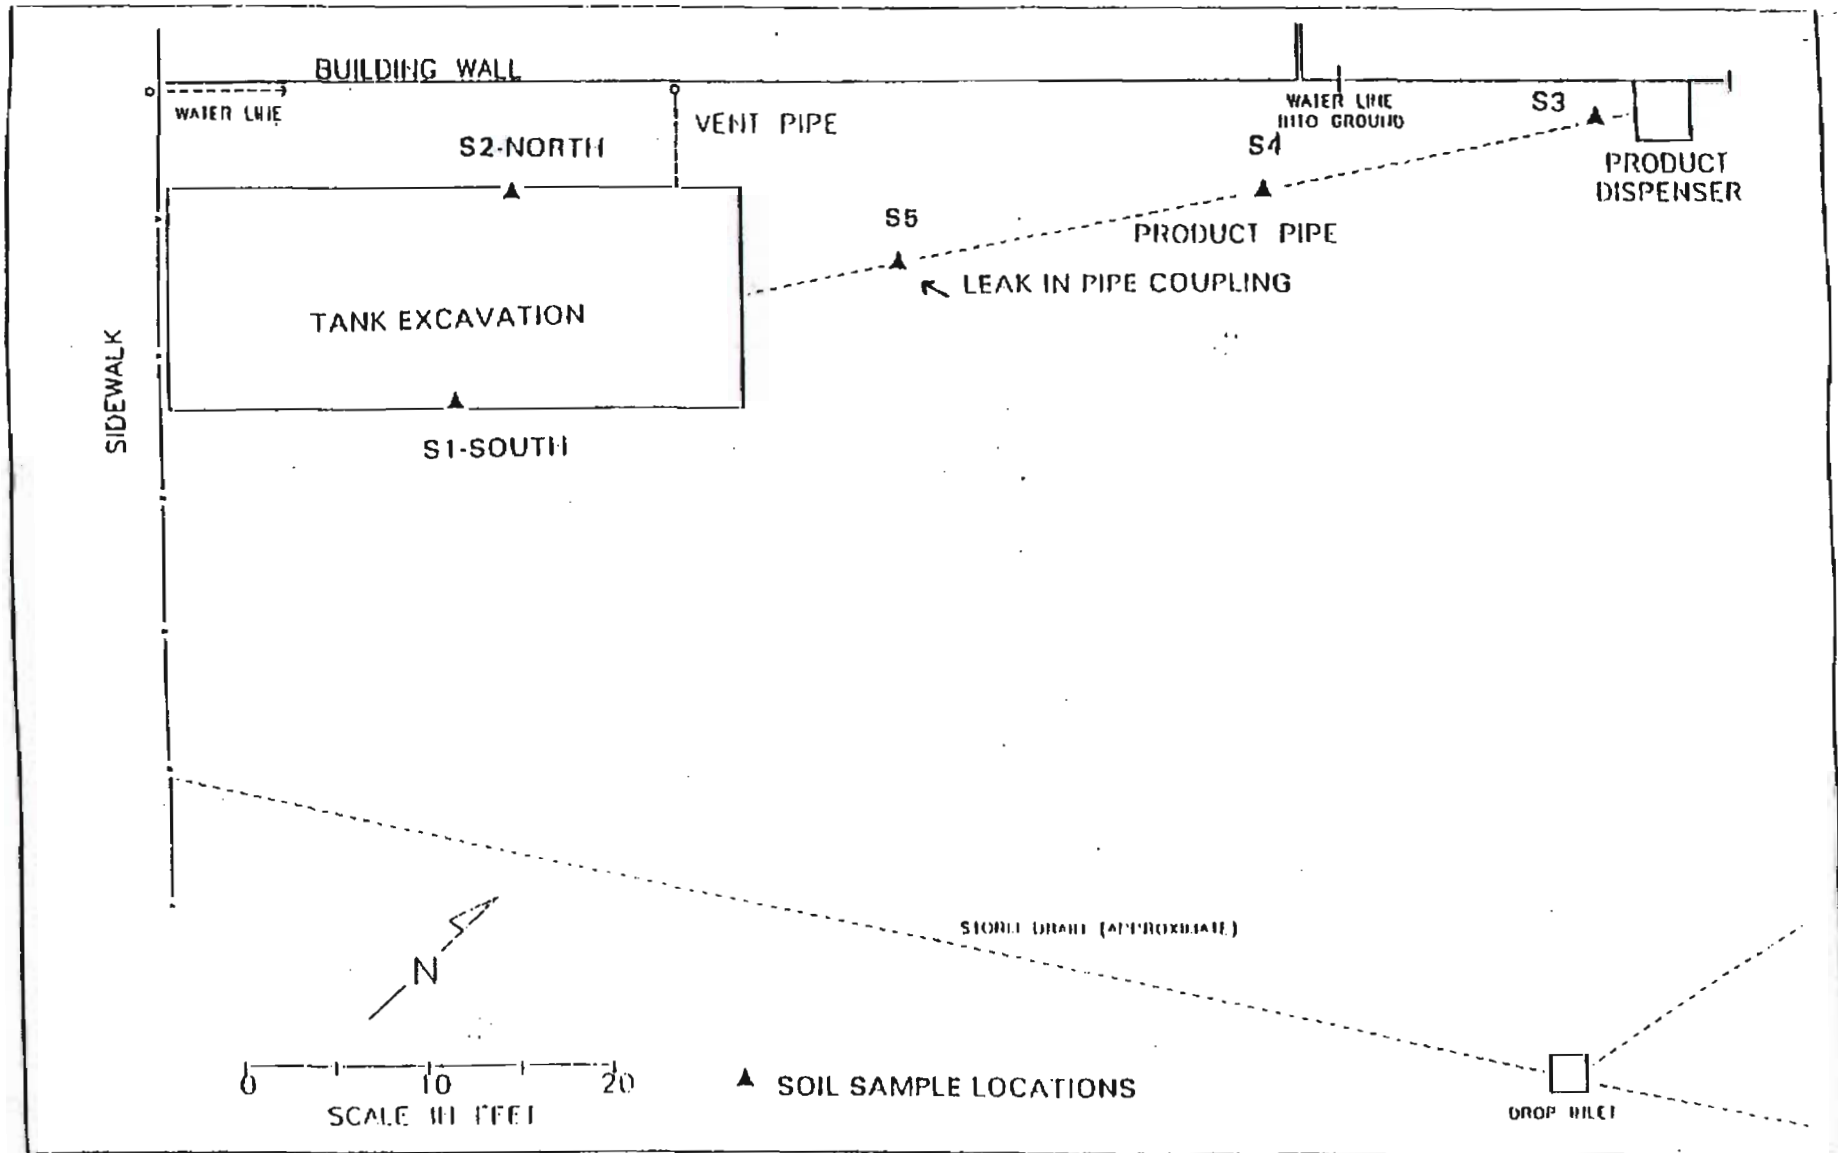 BUILDING WALL
WATER LINE
VENT PIPE
S2-NORTH
WATER LINE
INTO GROUND
S3
S4
PRODUCT
DISPENSER
S5
PRODUCT PIPE
LEAK IN PIPE COUPLING
TANK EXCAVATION
SIDEWALK
S1-SOUTH
STORM DRAIN (APPROXIMATE)
N
0 10 20
SCALE IN FEET
SOIL SAMPLE LOCATIONS
DROP INLET